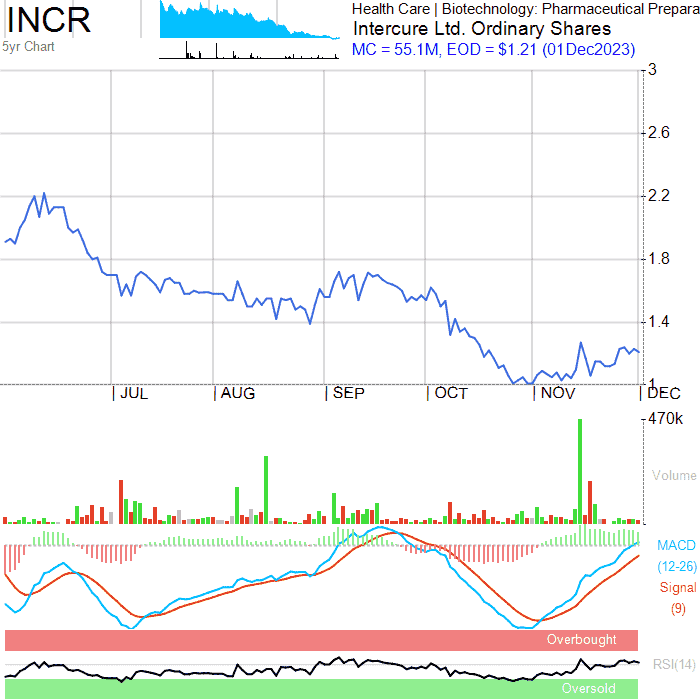 INCR
5yr Chart
Health Care | Biotechnology: Pharmaceutical Prepara
Intercure Ltd. Ordinary Shares
MC = 55.1M, EOD = $1.21 (01Dec2023)
3
2.6
2.2
1.8
1.4
1
| JUL | AUG | SEP | OCT | NOV | DEC
470k
Volume
MACD
(12-26)
Signal
(9)
Overbought
RSI(14)
Oversold